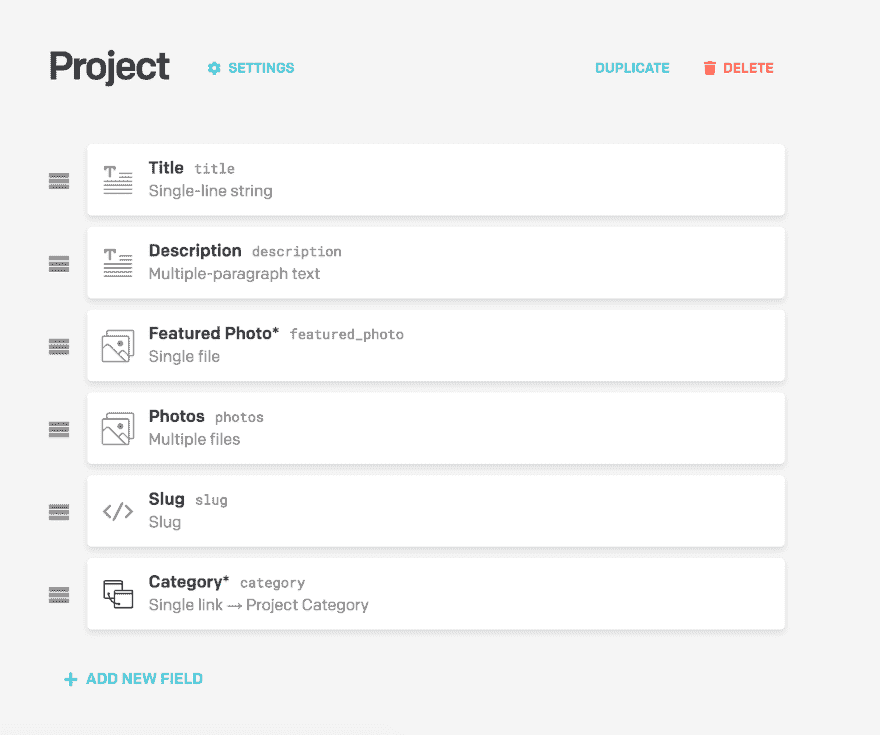 Project SETTINGS DUPLICATE DELETE
Title title
Single-line string
Description description
Multiple-paragraph text
Featured Photo* featured_photo
Single file
Photos photos
Multiple files
Slug slug
Slug
Category* category
Single link → Project Category
+ ADD NEW FIELD